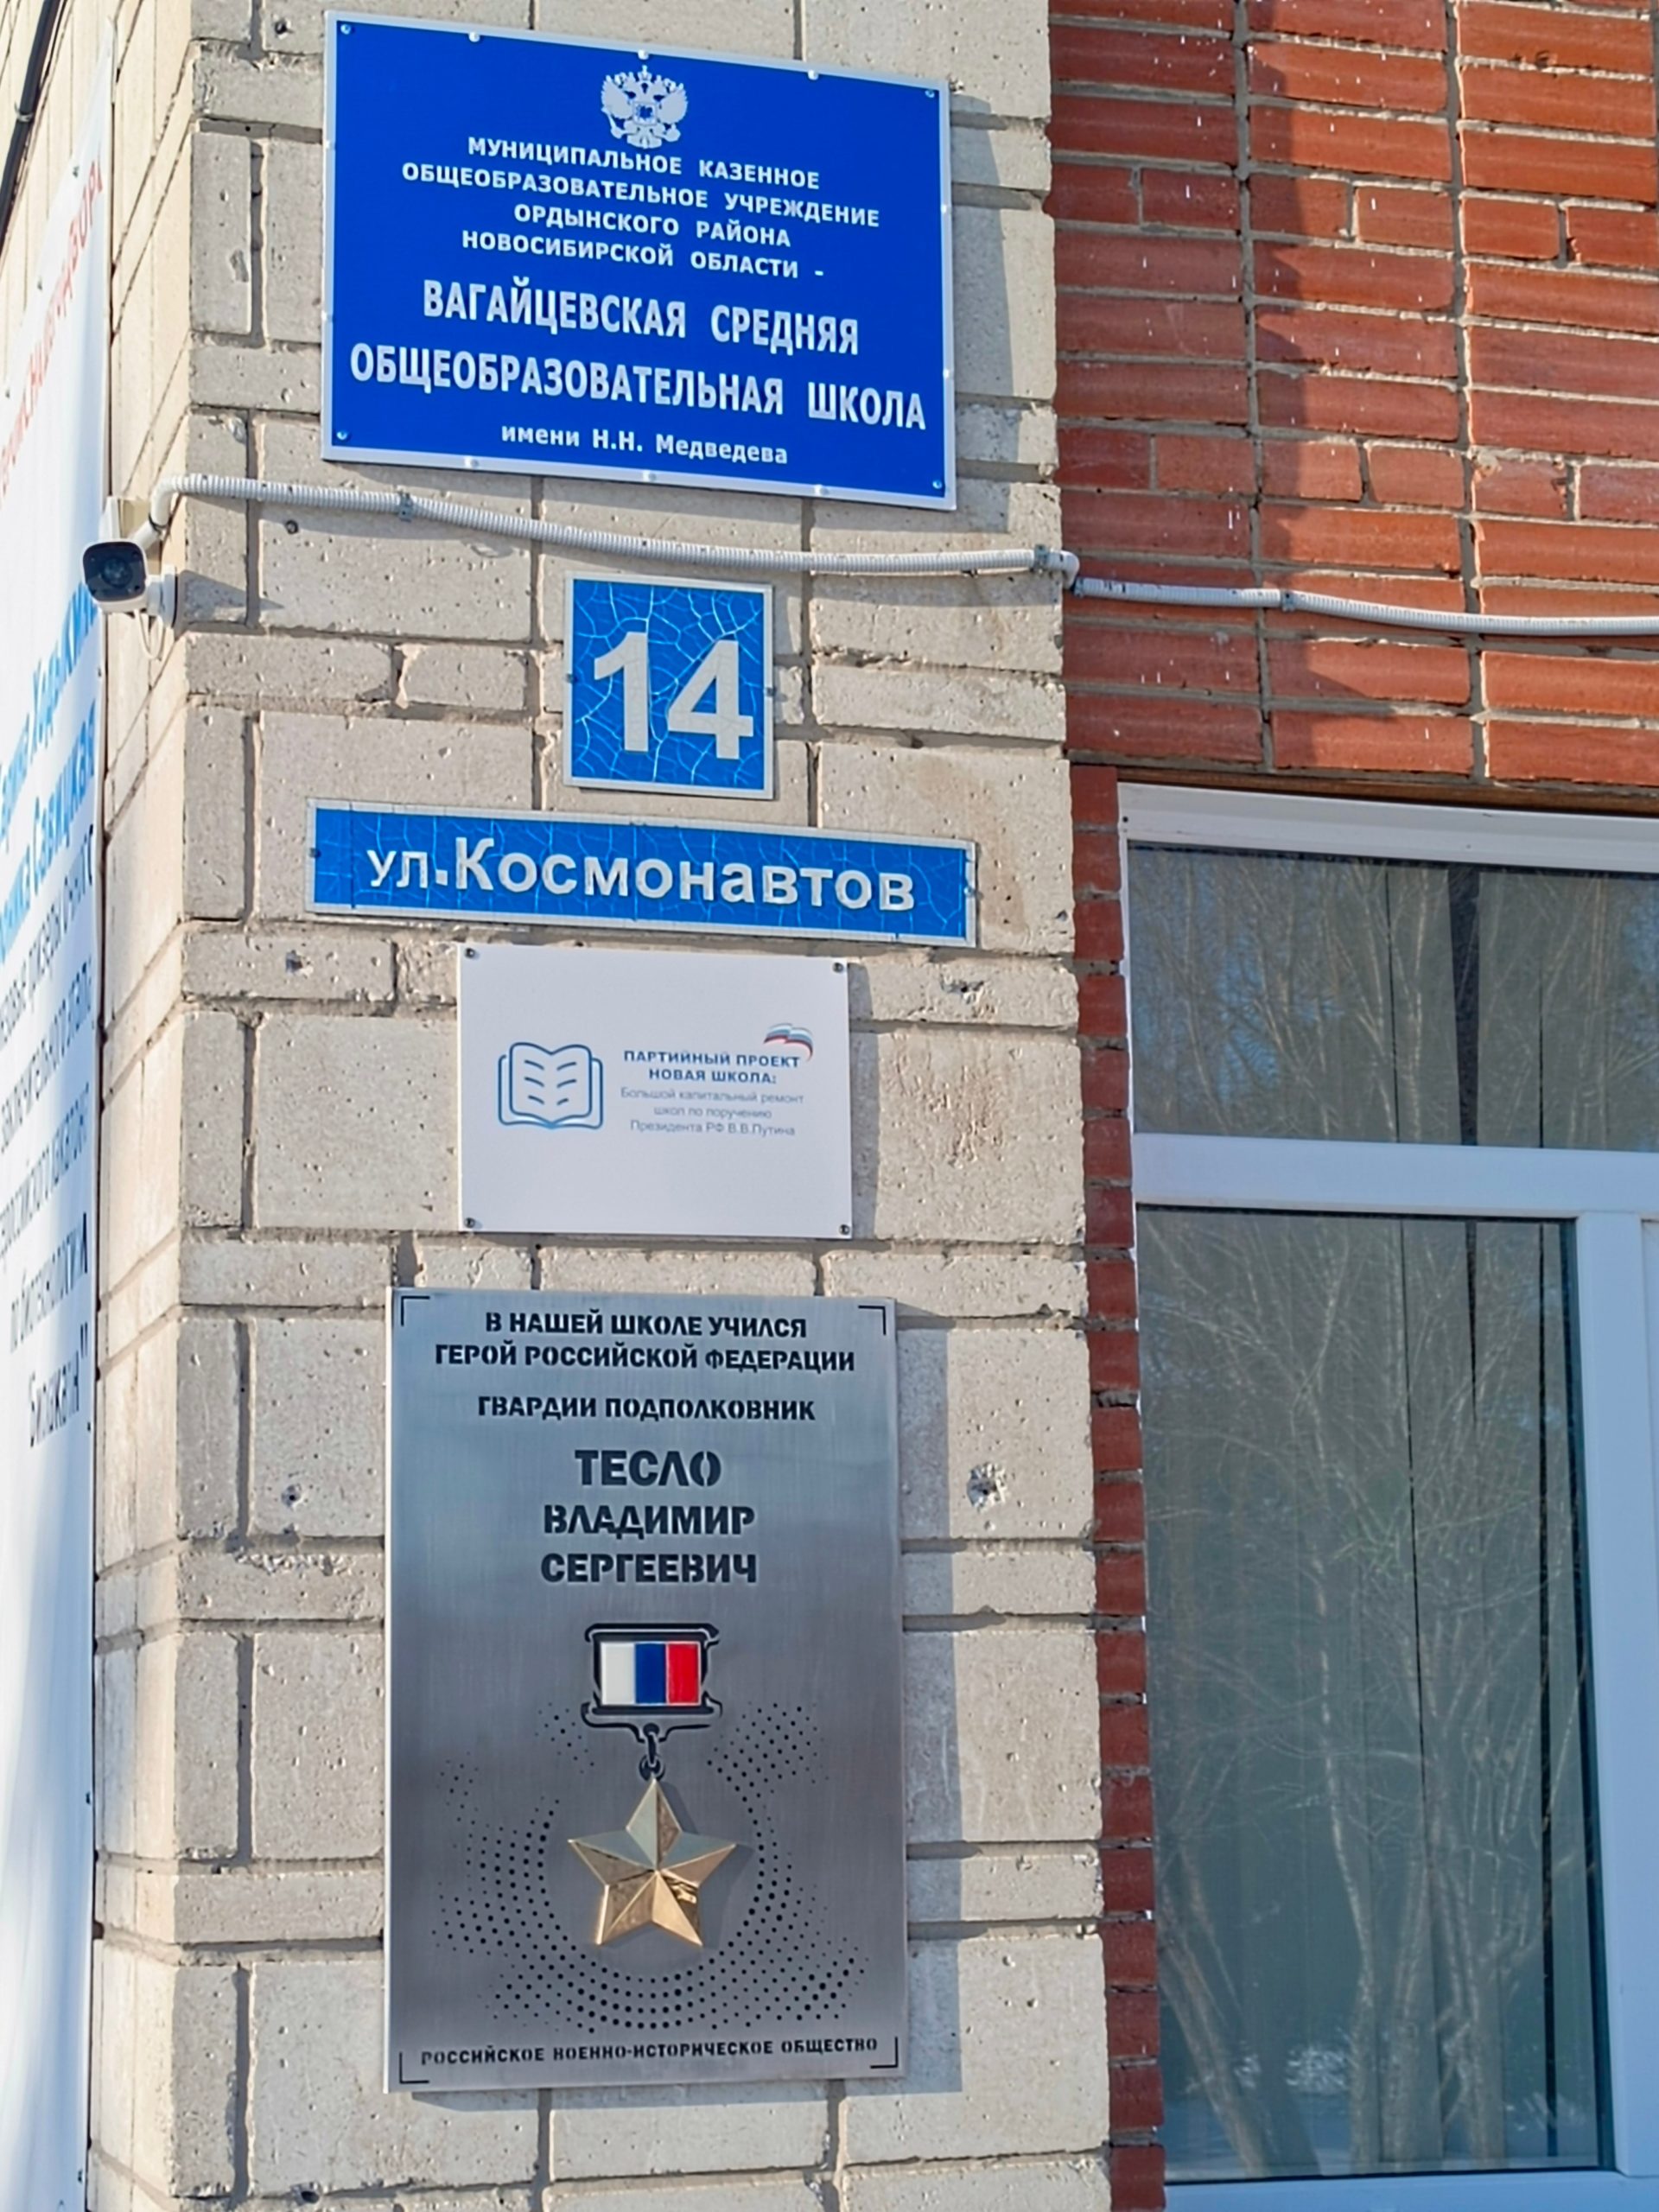 МУНИЦИПАЛЬНОЕ КАЗЕННОЕ
ОБЩЕОБРАЗОВАТЕЛЬНОЕ УЧРЕЖДЕНИЕ
ОРДЫНСКОГО РАЙОНА
НОВОСИБИРСКОЙ ОБЛАСТИ -
ВАГАЙЦЕВСКАЯ СРЕДНЯЯ
ОБЩЕОБРАЗОВАТЕЛЬНАЯ ШКОЛА
имени Н.Н. Медведева
14
ул.Космонавтов
ПАРТИЙНЫЙ ПРОЕКТ
НОВАЯ ШКОЛА:
Большой капитальный ремонт
школ по поручению
Президента РФ В.В.Путина
В НАШЕЙ ШКОЛЕ УЧИЛСЯ
ГЕРОЙ РОССИЙСКОЙ ФЕДЕРАЦИИ
ГВАРДИИ ПОДПОЛКОВНИК
ТЕСЛО
ВЛАДИМИР
СЕРГЕЕВИЧ
РОССИЙСКОЕ ВОЕННО-ИСТОРИЧЕСКОЕ ОБЩЕСТВО